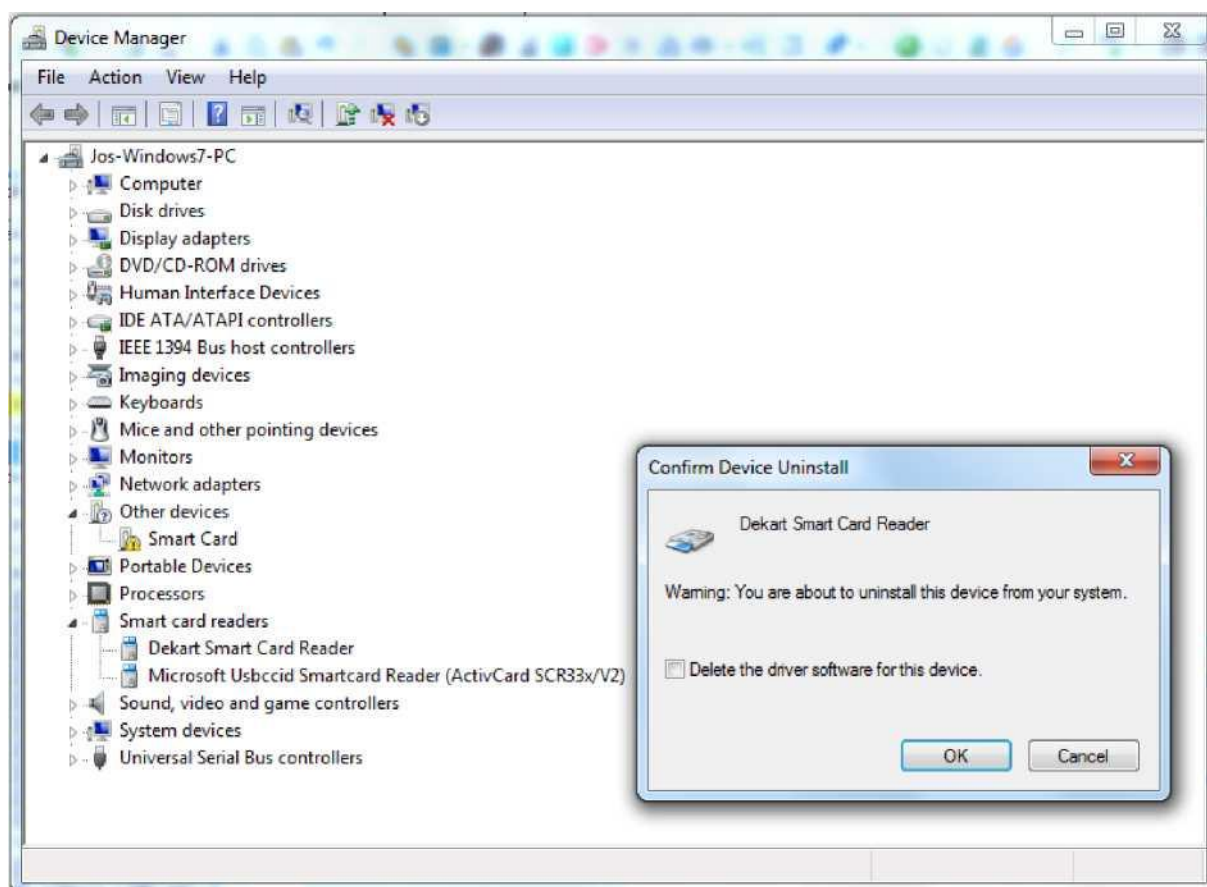 Device Manager
File Action View Help
Jos-Windows7-PC
Computer
Disk drives
Display adapters
DVD/CD-ROM drives
Human Interface Devices
IDE ATA/ATAPI controllers
IEEE 1394 Bus host controllers
Imaging devices
Keyboards
Mice and other pointing devices
Monitors
Network adapters
Other devices
Smart Card
Portable Devices
Processors
Smart card readers
Dekart Smart Card Reader
Microsoft Usbccid Smartcard Reader (ActivCard SCR33x/V2)
Sound, video and game controllers
System devices
Universal Serial Bus controllers
Confirm Device Uninstall
Dekart Smart Card Reader
Warning: You are about to uninstall this device from your system.
Delete the driver software for this device.
OK Cancel